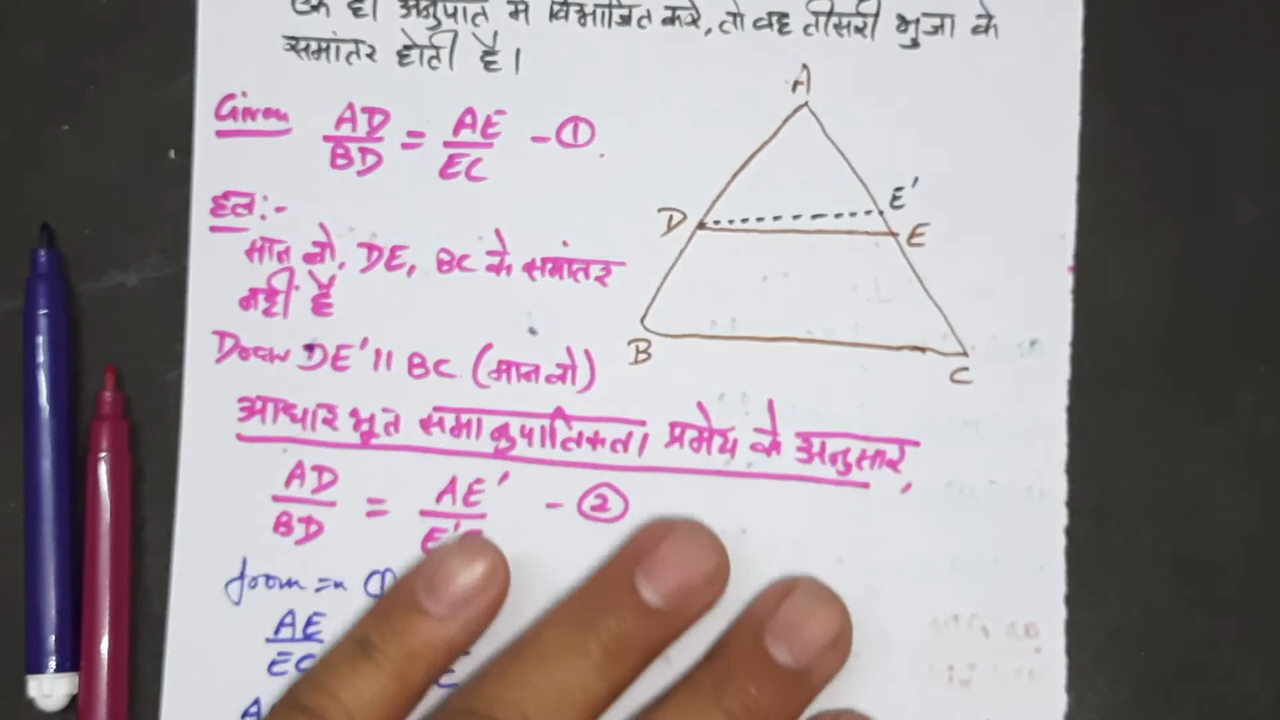 एक ही अनुपात में विभाजित करे, तो वह तीसरी भुजा के
समांतर होती है।
Given AD/BD = AE/EC - ①
हल:-
मान लो, DE, BC के समांतर
नहीं है
Draw DE' || BC (मान लो)
आधारभूत समानुपातिकता प्रमेय के अनुसार,
AD/BD = AE'/E'C - ②
from =n ①
AE
EC
A
D
E'
E
B
C